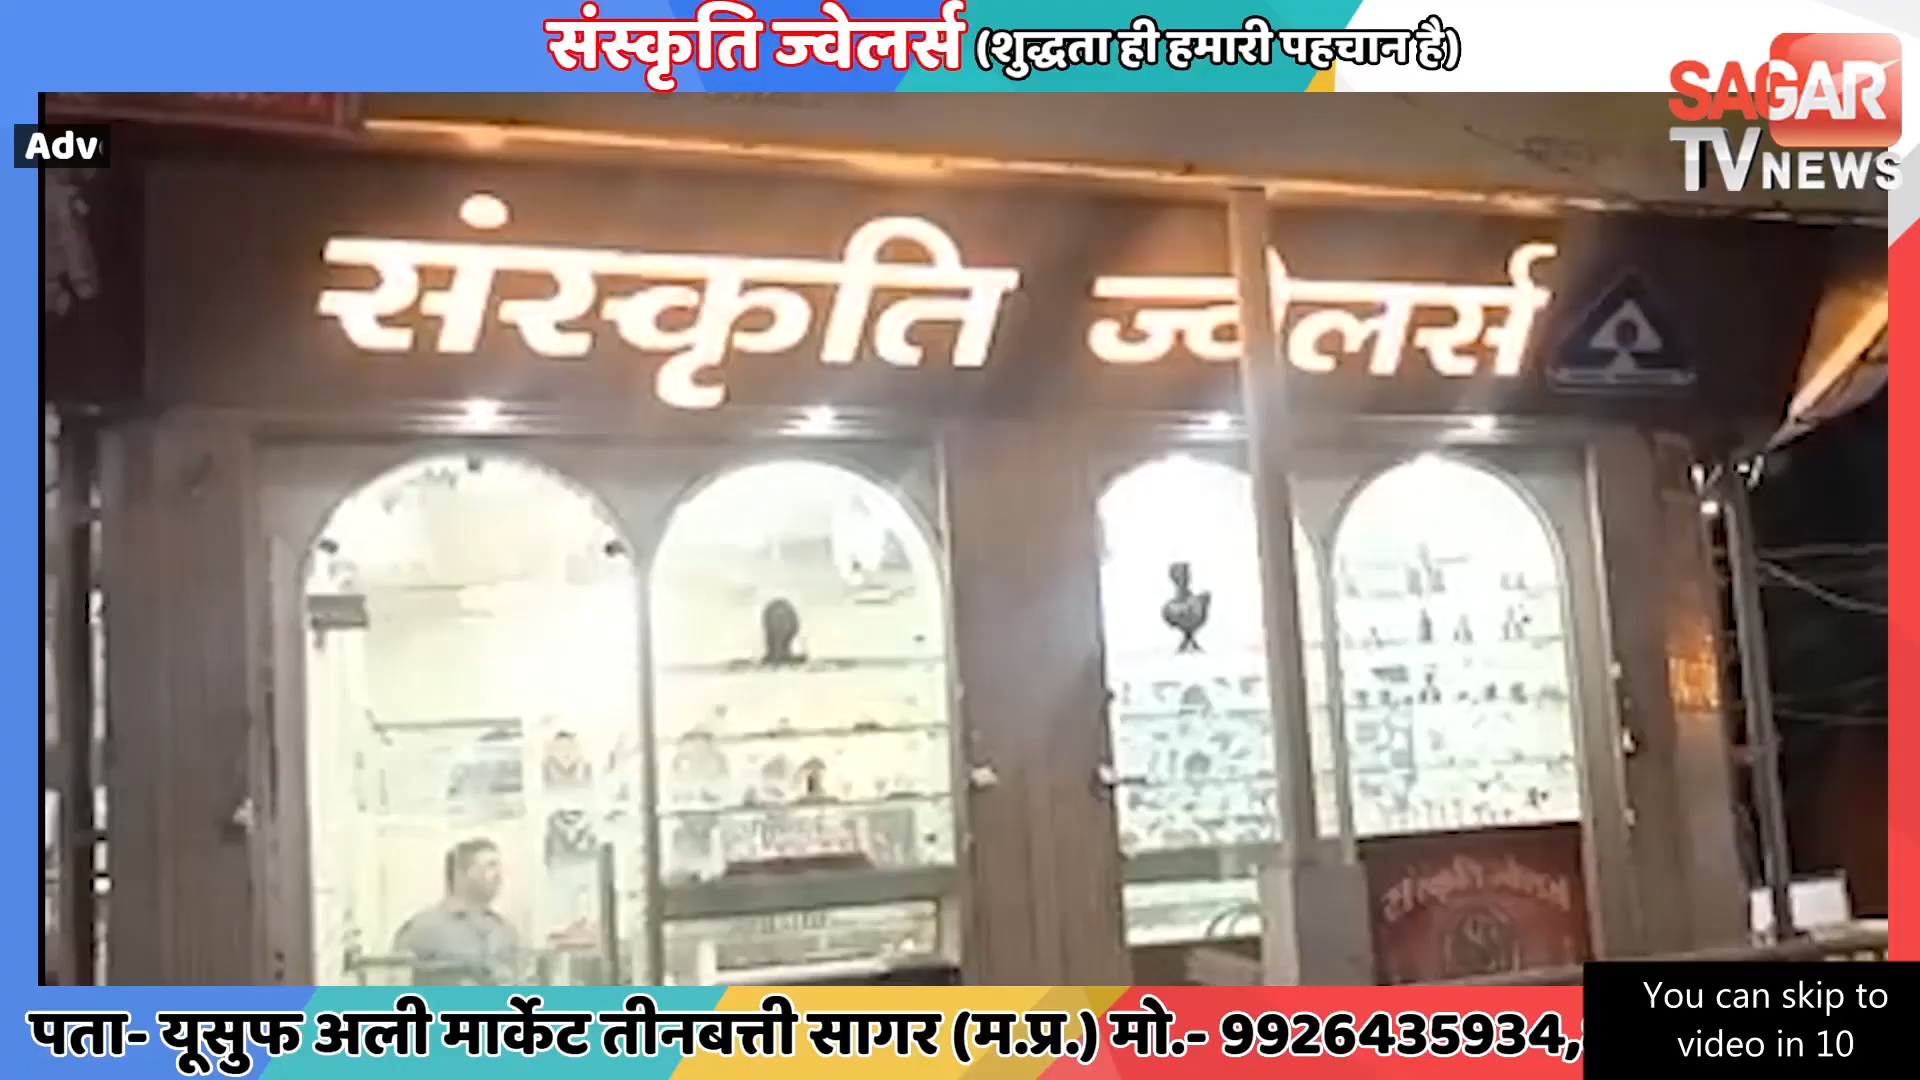 संस्कृति ज्वेलर्स (शुद्धता ही हमारी पहचान है)
SAGAR
TV NEWS
Adv
संस्कृति ज्वेलर्स
पता- यूसुफ अली मार्केट तीनबत्ती सागर (म.प्र.) मो.- 9926435934,
You can skip to
video in 10